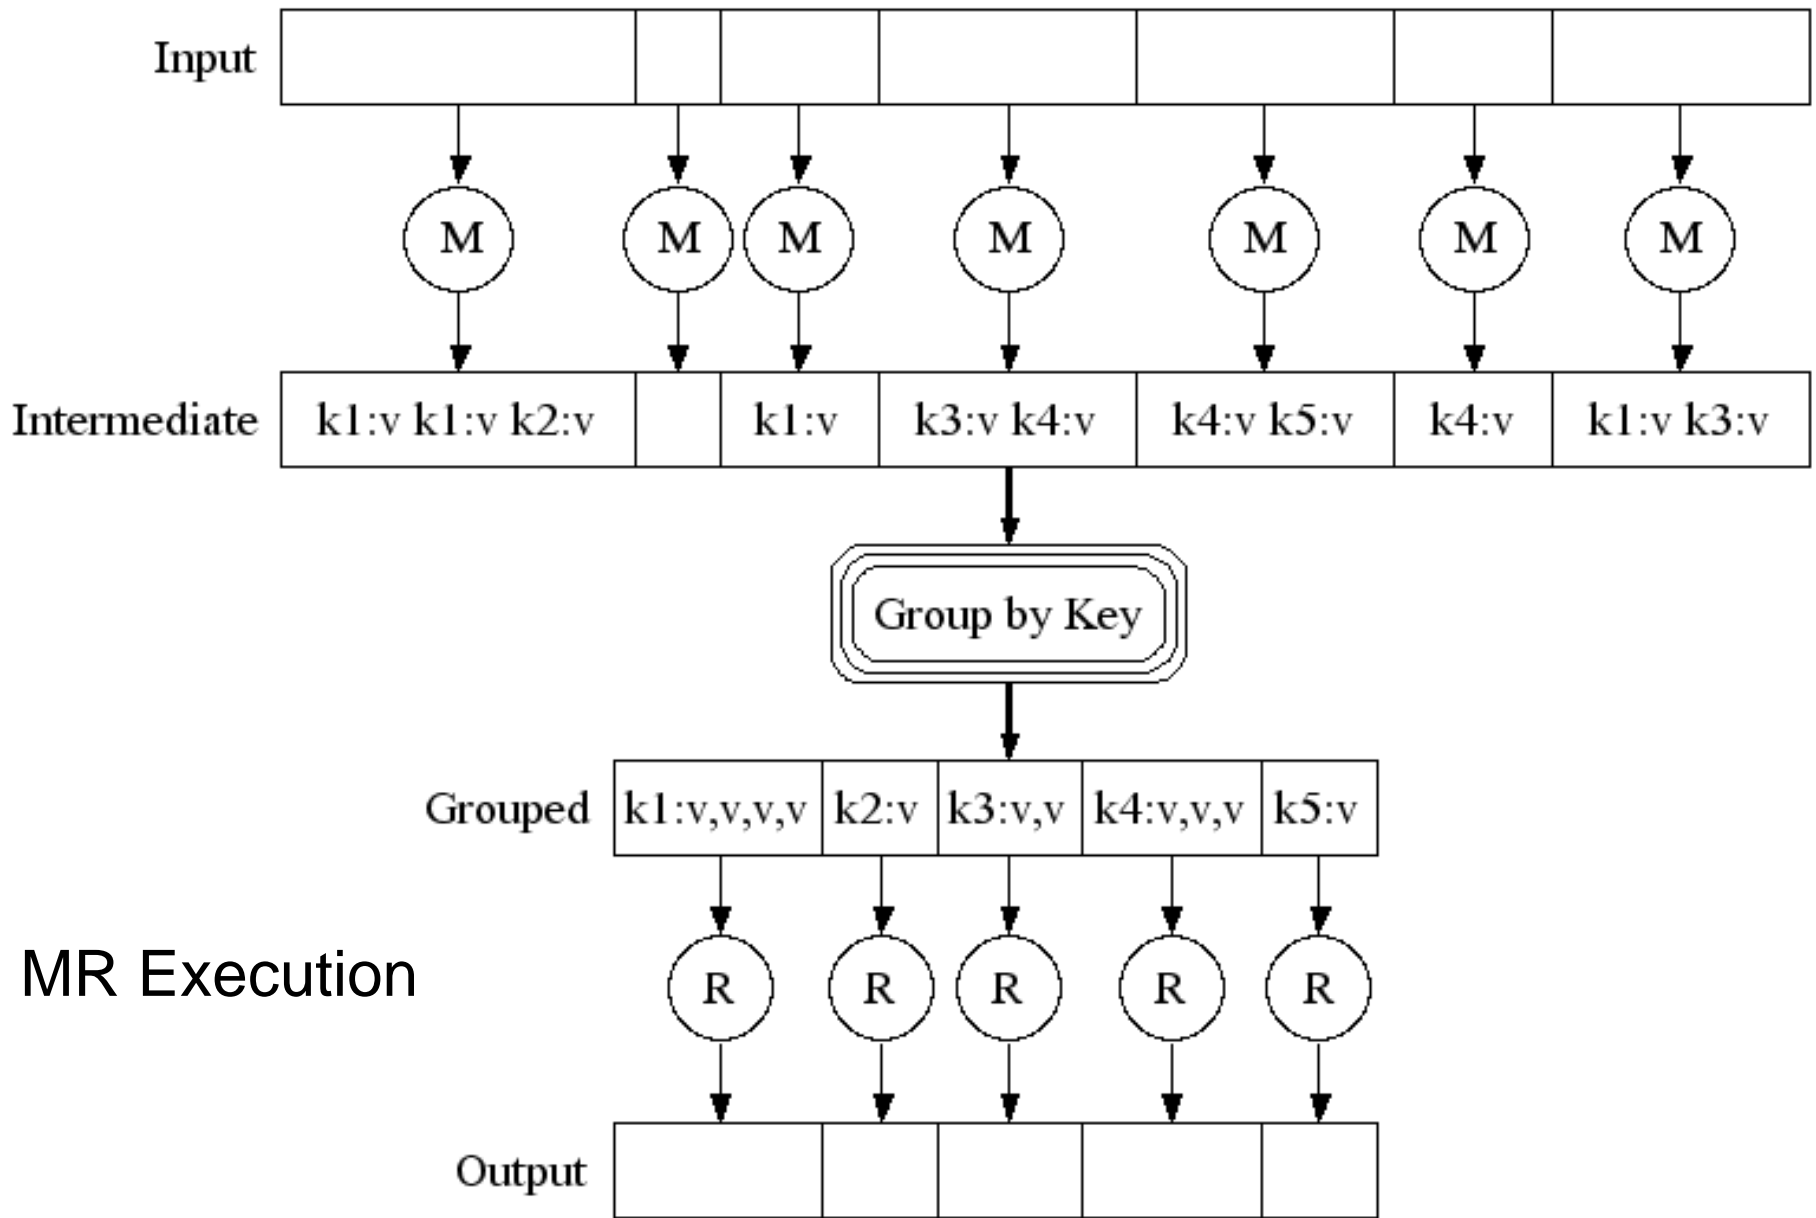 Input
M M M M M M M
Intermediate k1:v k1:v k2:v k1:v k3:v k4:v k4:v k5:v k4:v k1:v k3:v
Group by Key
Grouped k1:v,v,v,v k2:v k3:v,v k4:v,v,v k5:v
MR Execution
R R R R R
Output